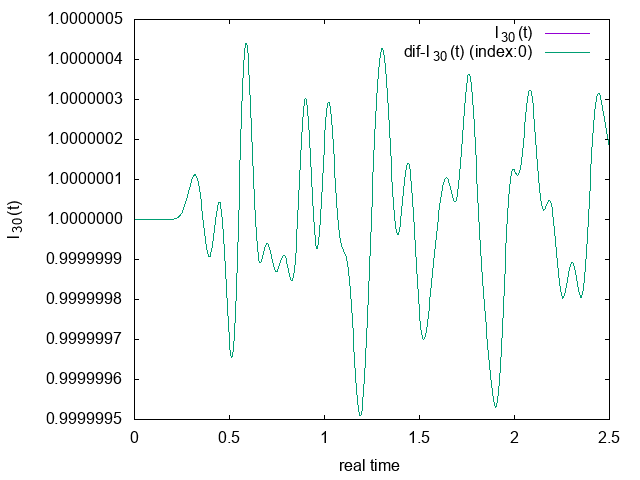 1.0000005
1.0000004
1.0000003
1.0000002
1.0000001
1.0000000
0.9999999
0.9999998
0.9999997
0.9999996
0.9999995
I30(t)
I30(t)
dif-I30(t) (index:0)
0 0.5 1 1.5 2 2.5
real time